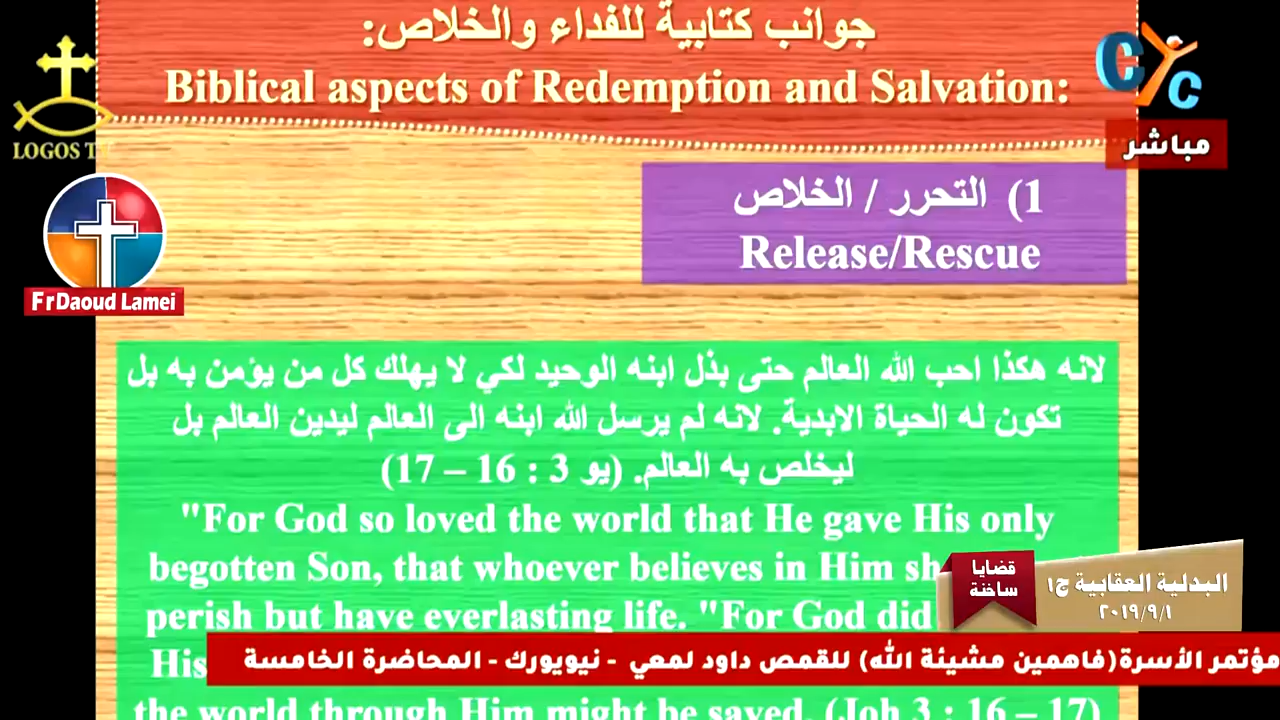 جوانب كتابية للفداء والخلاص:
Biblical aspects of Redemption and Salvation:
LOGOS T
CYC
مباشر
1) التحرر / الخلاص
Release/Rescue
FrDaoud Lamei
لانه هكذا احب الله العالم حتى بذل ابنه الوحيد لكي لا يهلك كل من يؤمن به بل
تكون له الحياة الابدية. لانه لم يرسل الله ابنه الى العالم ليدين العالم بل
ليخلص به العالم. (يو 3 : 16 – 17)
"For God so loved the world that He gave His only
begotten Son, that whoever believes in Him sh
perish but have everlasting life. "For God did
His
the world through Him might be saved. (Joh 3 : 16 – 17)
قضايا
ساخنة
البدلية العقابية ج١
٢٠١٩/٩/١
مؤتمر الأسرة(فاهمين مشيئة الله) للقمص داود لمعي - نيويورك - المحاضرة الخامسة